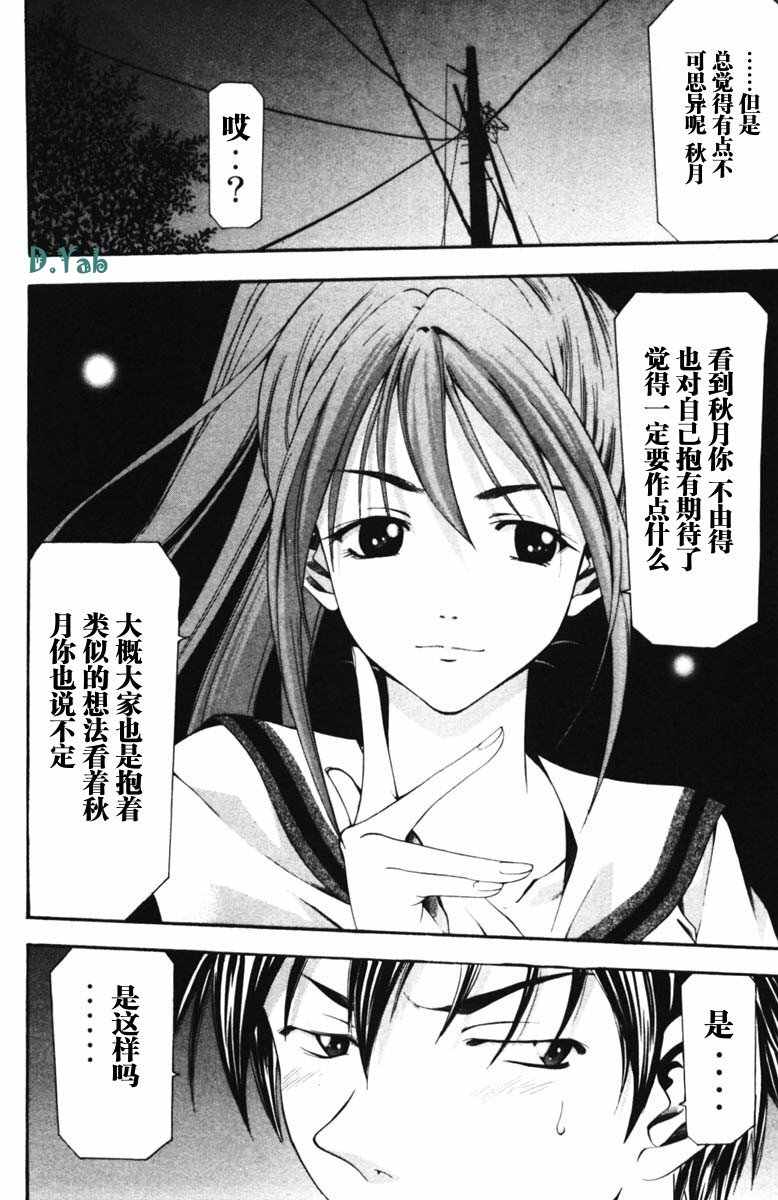 ……但是
总觉得有点不
可思异呢 秋月
哎…？
看到秋月你 不由得
也对自己抱有期待了
觉得一定要作点什么
大概大家也是抱着
类似的想法看着秋
月你也说不定
是‥‥
是这样吗
‥‥‥
D.Yab